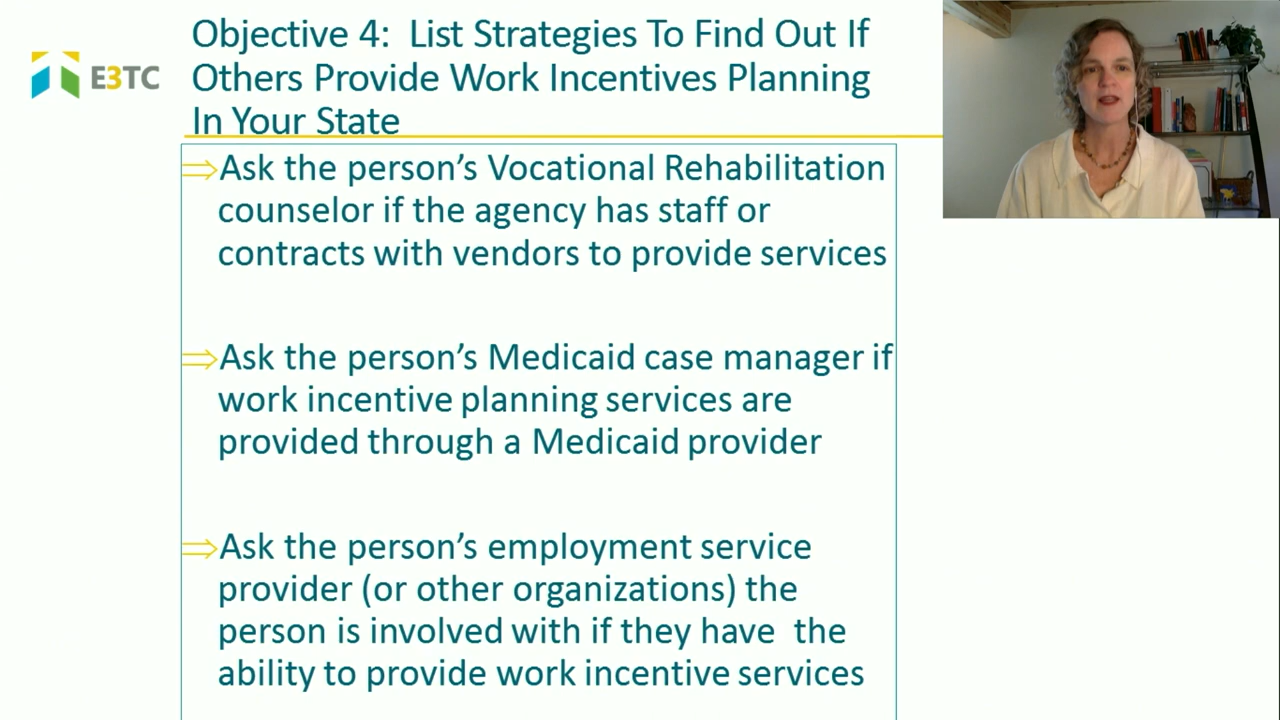 Objective 4:  List Strategies To Find Out If
Others Provide Work Incentives Planning
In Your State
E3TC
⇒Ask the person’s Vocational Rehabilitation
counselor if the agency has staff or
contracts with vendors to provide services
⇒Ask the person’s Medicaid case manager if
work incentive planning services are
provided through a Medicaid provider
⇒Ask the person’s employment service
provider (or other organizations) the
person is involved with if they have  the
ability to provide work incentive services